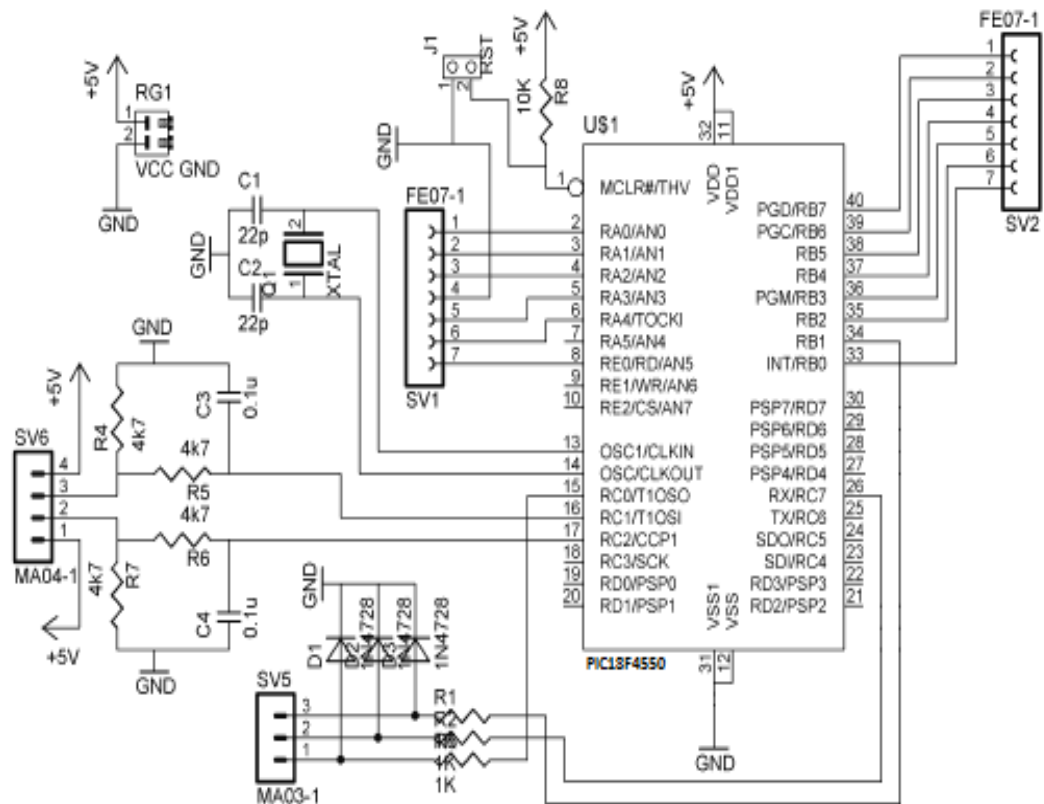 +5V
RG1
1
2
VCC GND
GND
J1
RST
1
2
GND
+5V
10K
R8
+5V
FE07-1
1
2
3
4
5
6
7
SV2
C1
22p
C2
22p
GND
2
1
Q1
XTAL
FE07-1
1
2
3
4
5
6
7
SV1
U$1
32
11
VDD
VDD1
1 MCLR#/THV
2 RA0/AN0
3 RA1/AN1
4 RA2/AN2
5 RA3/AN3
6 RA4/TOCKI
7 RA5/AN4
8 RE0/RD/AN5
9 RE1/WR/AN6
10 RE2/CS/AN7
13 OSC1/CLKIN
14 OSC/CLKOUT
15 RC0/T1OSO
16 RC1/T1OSI
17 RC2/CCP1
18 RC3/SCK
19 RD0/PSP0
20 RD1/PSP1
PGD/RB7 40
PGC/RB6 39
RB5 38
RB4 37
PGM/RB3 36
RB2 35
RB1 34
INT/RB0 33
PSP7/RD7 30
PSP6/RD6 29
PSP5/RD5 28
PSP4/RD4 27
RX/RC7 26
TX/RC6 25
SDO/RC5 24
SDI/RC4 23
RD3/PSP3 22
RD2/PSP2 21
VSS1
VSS
31
12
PIC18F4550
GND
GND
+5V
R4
4k7
C3
0.1u
SV6
4
3
2
1
MA04-1
4k7
R5
4k7
R6
4k7
R7
C4
0.1u
+5V
GND
GND
D1
1N4728
D2
1N4728
D3
1N4728
SV5
3
2
1
MA03-1
R1
R2
1K
1K